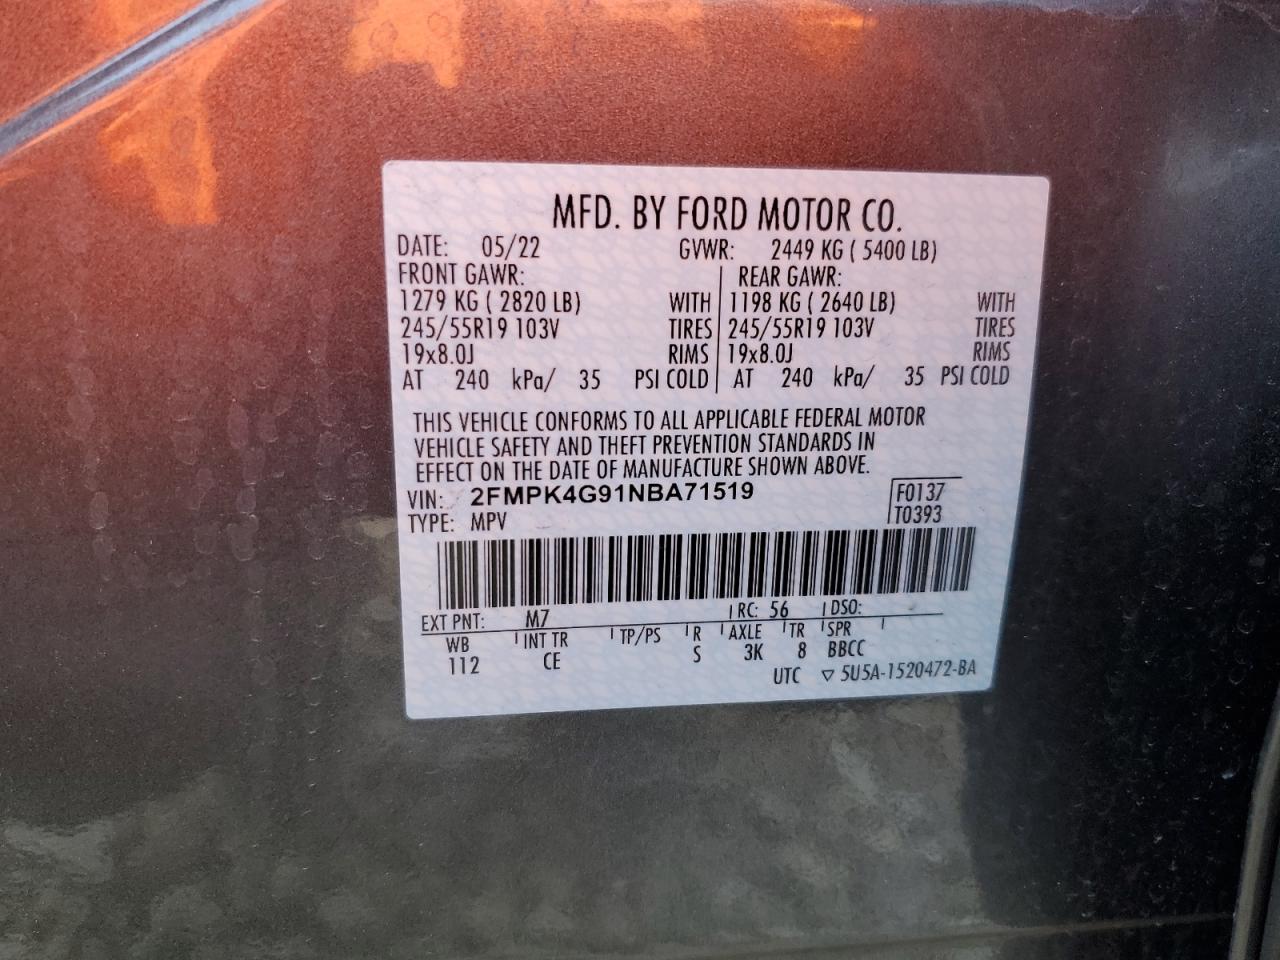 MFD. BY FORD MOTOR CO.
DATE: 05/22 GVWR: 2449 KG ( 5400 LB)
FRONT GAWR: REAR GAWR:
1279 KG ( 2820 LB) WITH 1198 KG ( 2640 LB) WITH
245/55R19 103V TIRES 245/55R19 103V TIRES
19x8.0J RIMS 19x8.0J RIMS
AT 240 kPa/ 35 PSI COLD AT 240 kPa/ 35 PSI COLD
THIS VEHICLE CONFORMS TO ALL APPLICABLE FEDERAL MOTOR
VEHICLE SAFETY AND THEFT PREVENTION STANDARDS IN
EFFECT ON THE DATE OF MANUFACTURE SHOWN ABOVE.
VIN: 2FMPK4G91NBA71519 F0137
TYPE: MPV T0393
EXT PNT: M7 RC: 56 DSO:
WB INT TR TP/PS R AXLE TR SPR
112 CE S 3K 8 BBCC
UTC ▽ 5U5A-1520472-BA